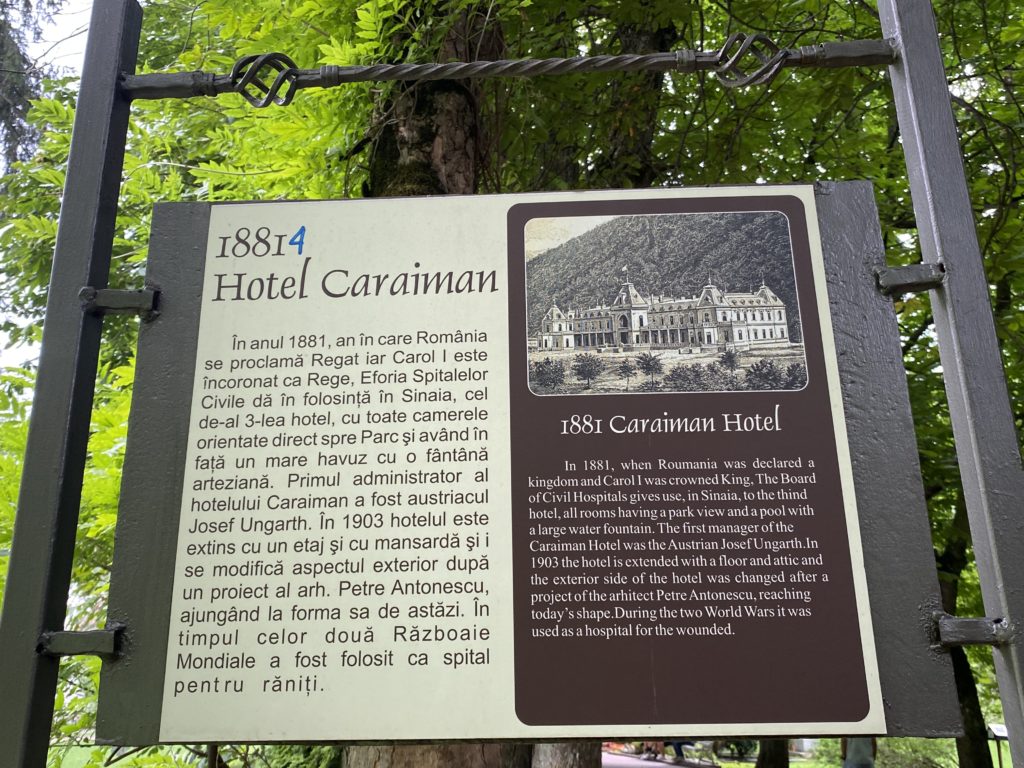 18814
Hotel Caraiman
În anul 1881, an în care România
se proclamă Regat iar Carol I este
încoronat ca Rege, Eforia Spitalelor
Civile dă în folosinţă în Sinaia, cel
de-al 3-lea hotel, cu toate camerele
orientate direct spre Parc şi având în
faţă un mare havuz cu o fântână
arteziană. Primul administrator al
hotelului Caraiman a fost austriacul
Josef Ungarth. În 1903 hotelul este
extins cu un etaj şi cu mansardă şi i
se modifică aspectul exterior după
un proiect al arh. Petre Antonescu,
ajungând la forma sa de astăzi. În
timpul celor două Războaie
Mondiale a fost folosit ca spital
pentru răniţi.
1881 Caraiman Hotel
In 1881, when Roumania was declared a
kingdom and Carol I was crowned King, The Board
of Civil Hospitals gives use, in Sinaia, to the third
hotel, all rooms having a park view and a pool with
a large water fountain. The first manager of the
Caraiman Hotel was the Austrian Josef Ungarth.In
1903 the hotel is extended with a floor and attic and
the exterior side of the hotel was changed after a
project of the arhitect Petre Antonescu, reaching
today's shape.During the two World Wars it was
used as a hospital for the wounded.